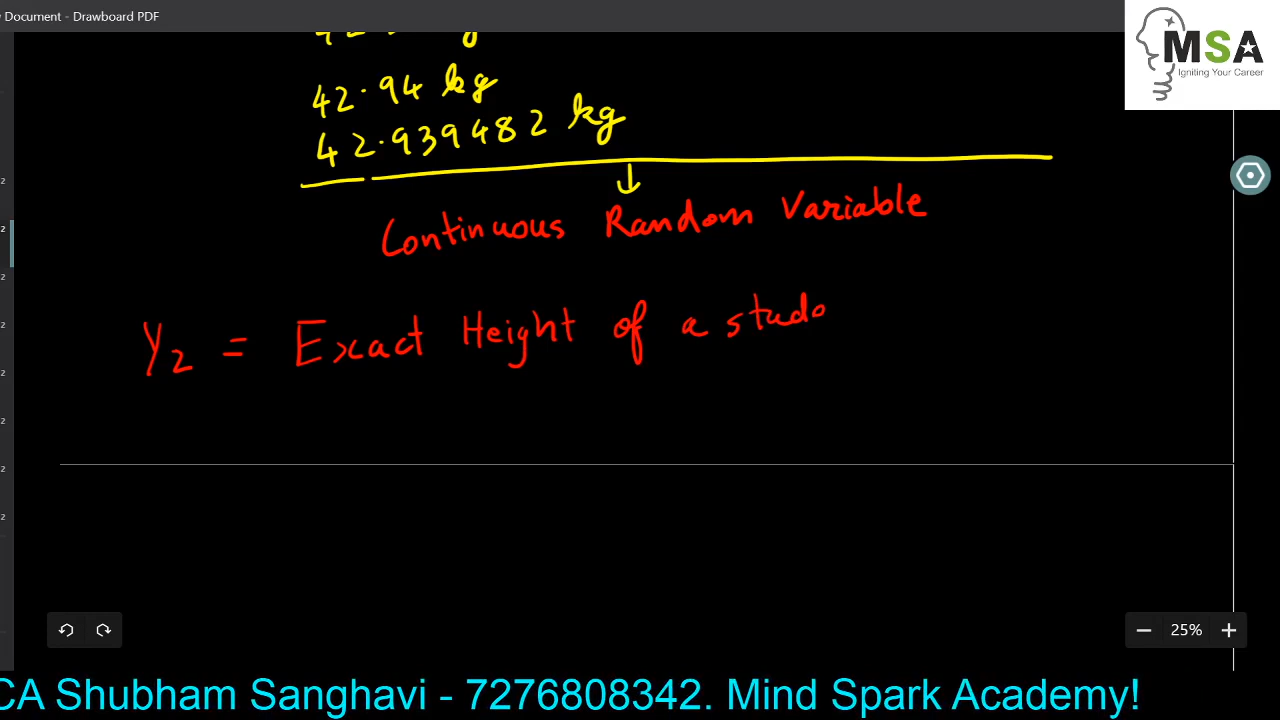 Document - Drawboard PDF
MSA
Igniting Your Career
42.94 kg
42.939482 kg
Continuous Random Variable
Y2 = Exact Height of a stude
25%
CA Shubham Sanghavi - 7276808342. Mind Spark Academy!